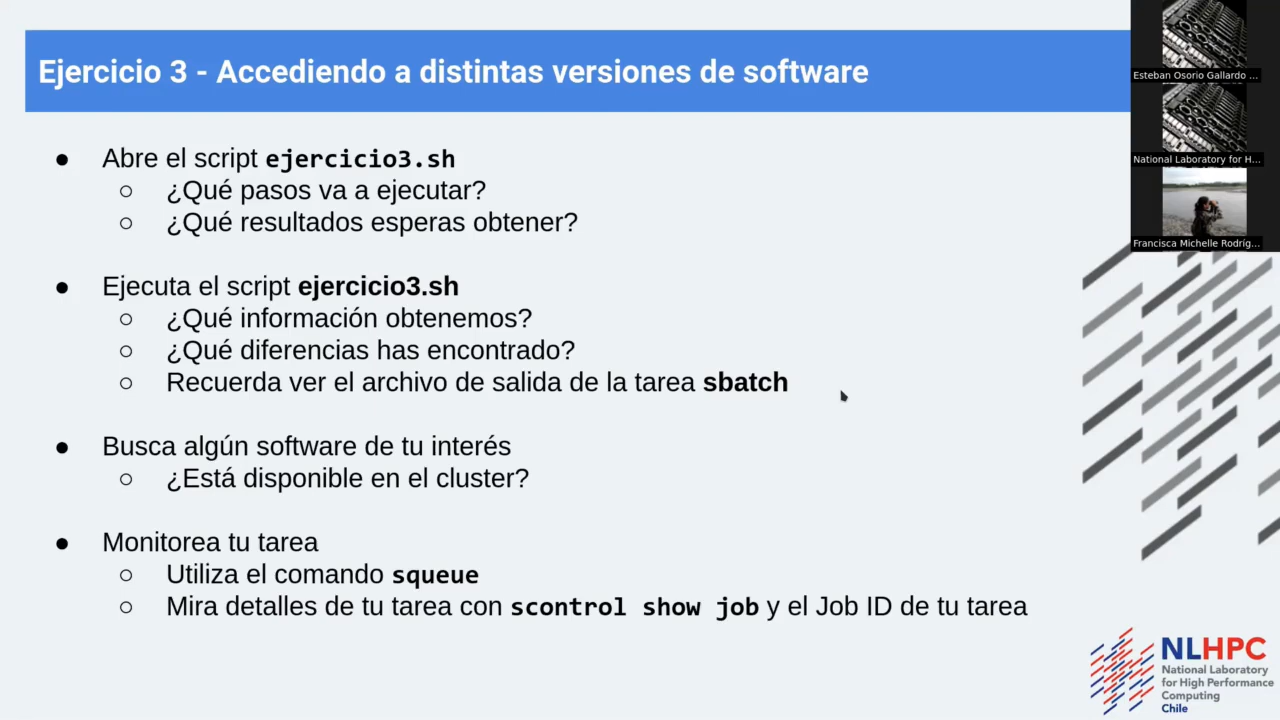 Ejercicio 3 - Accediendo a distintas versiones de software
● Abre el script ejercicio3.sh
○ ¿Qué pasos va a ejecutar?
○ ¿Qué resultados esperas obtener?
● Ejecuta el script ejercicio3.sh
○ ¿Qué información obtenemos?
○ ¿Qué diferencias has encontrado?
○ Recuerda ver el archivo de salida de la tarea sbatch
● Busca algún software de tu interés
○ ¿Está disponible en el cluster?
● Monitorea tu tarea
○ Utiliza el comando squeue
○ Mira detalles de tu tarea con scontrol show job y el Job ID de tu tarea
Esteban Osorio Gallardo ...
National Laboratory for H...
Francisca Michelle Rodríg...
NLHPC
National Laboratory
for High Performance
Computing
Chile